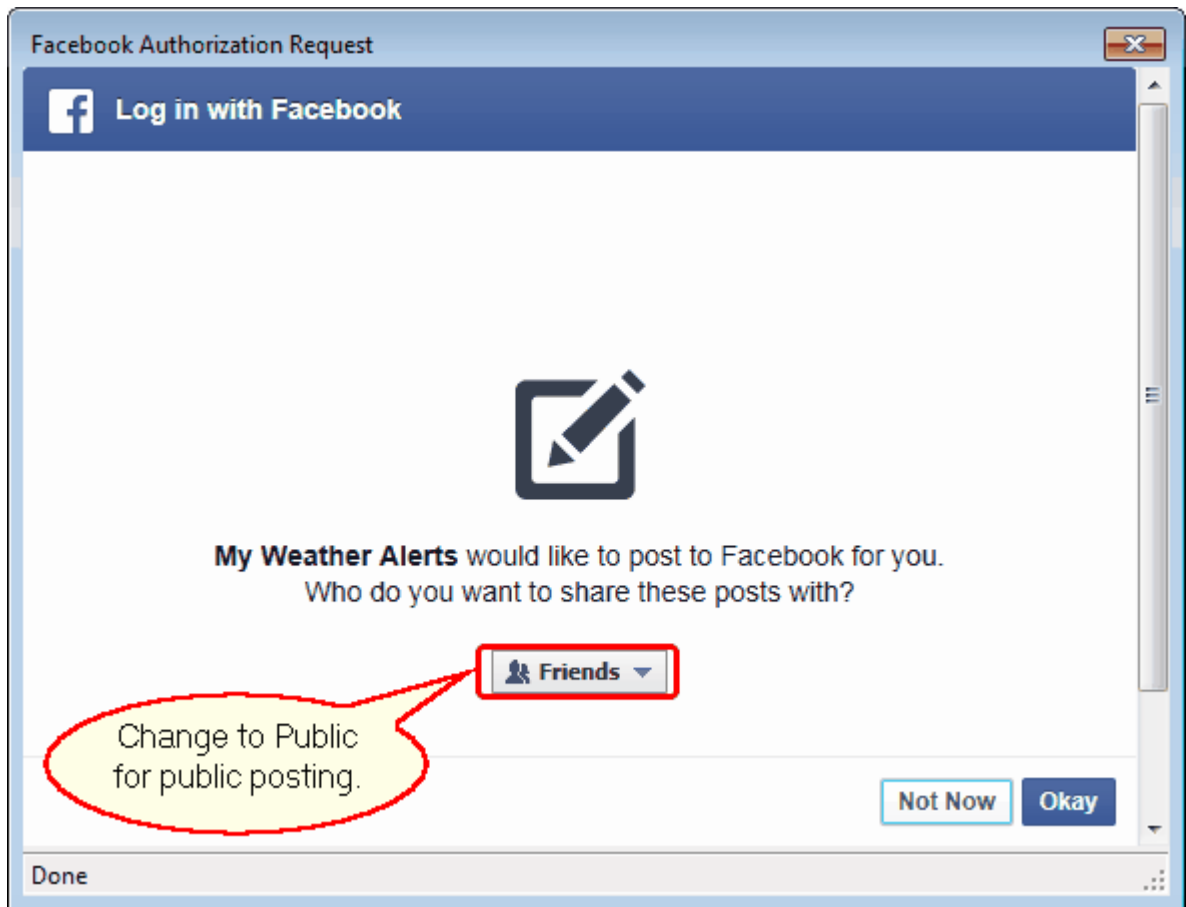 Facebook Authorization Request
Log in with Facebook
My Weather Alerts would like to post to Facebook for you.
Who do you want to share these posts with?
Friends
Change to Public
for public posting.
Not Now
Okay
Done